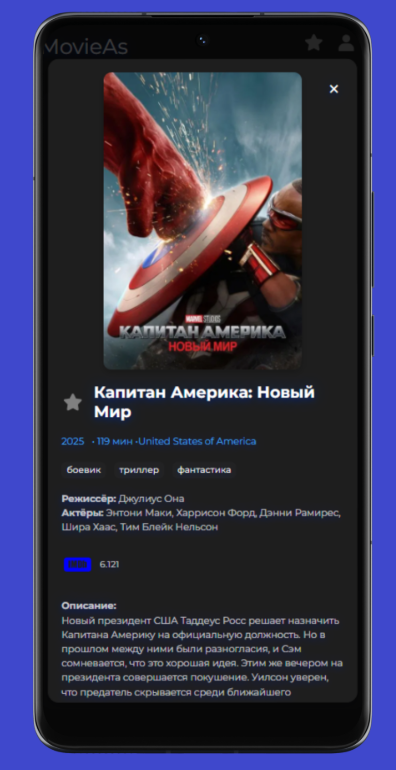 MovieAs
×
MARVEL STUDIOS
КАПИТАН АМЕРИКА
НОВЫЙ МИР
Капитан Америка: Новый
Мир
2025 • 119 мин •United States of America
боевик триллер фантастика
Режиссёр: Джулиус Она
Актёры: Энтони Маки, Харрисон Форд, Дэнни Рамирес,
Шира Хаас, Тим Блейк Нельсон
6.121
Описание:
Новый президент США Таддеус Росс решает назначить
Капитана Америку на официальную должность. Но в
прошлом между ними были разногласия, и Сэм
сомневается, что это хорошая идея. Этим же вечером на
президента совершается покушение. Уилсон уверен,
что предатель скрывается среди ближайшего